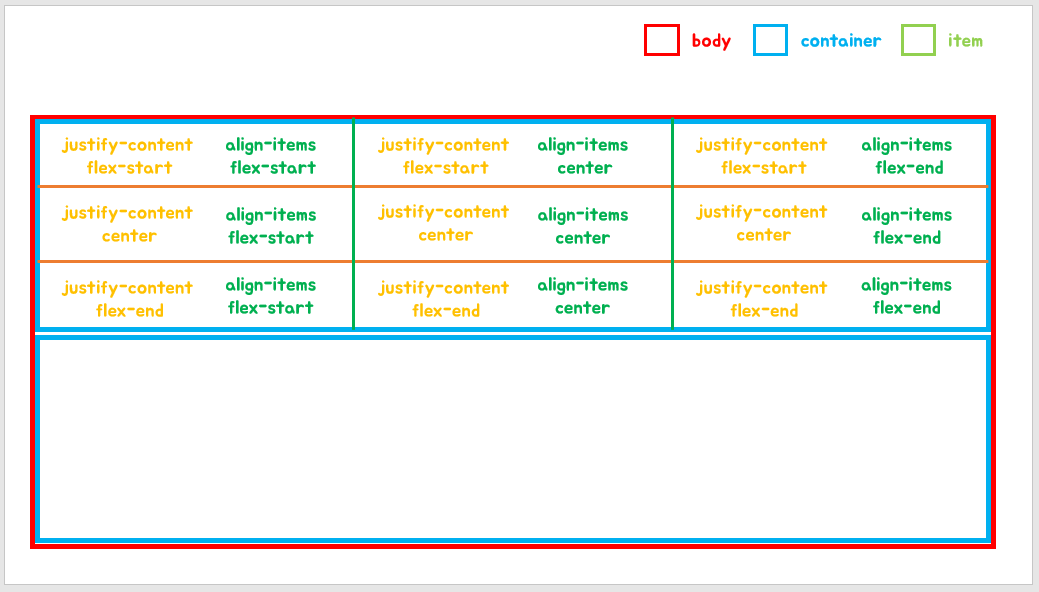 body container item
justify-content align-items justify-content align-items justify-content align-items
flex-start flex-start flex-start center flex-start flex-end
justify-content align-items justify-content align-items justify-content align-items
center flex-start center center center flex-end
justify-content align-items justify-content align-items justify-content align-items
flex-end flex-start flex-end center flex-end flex-end